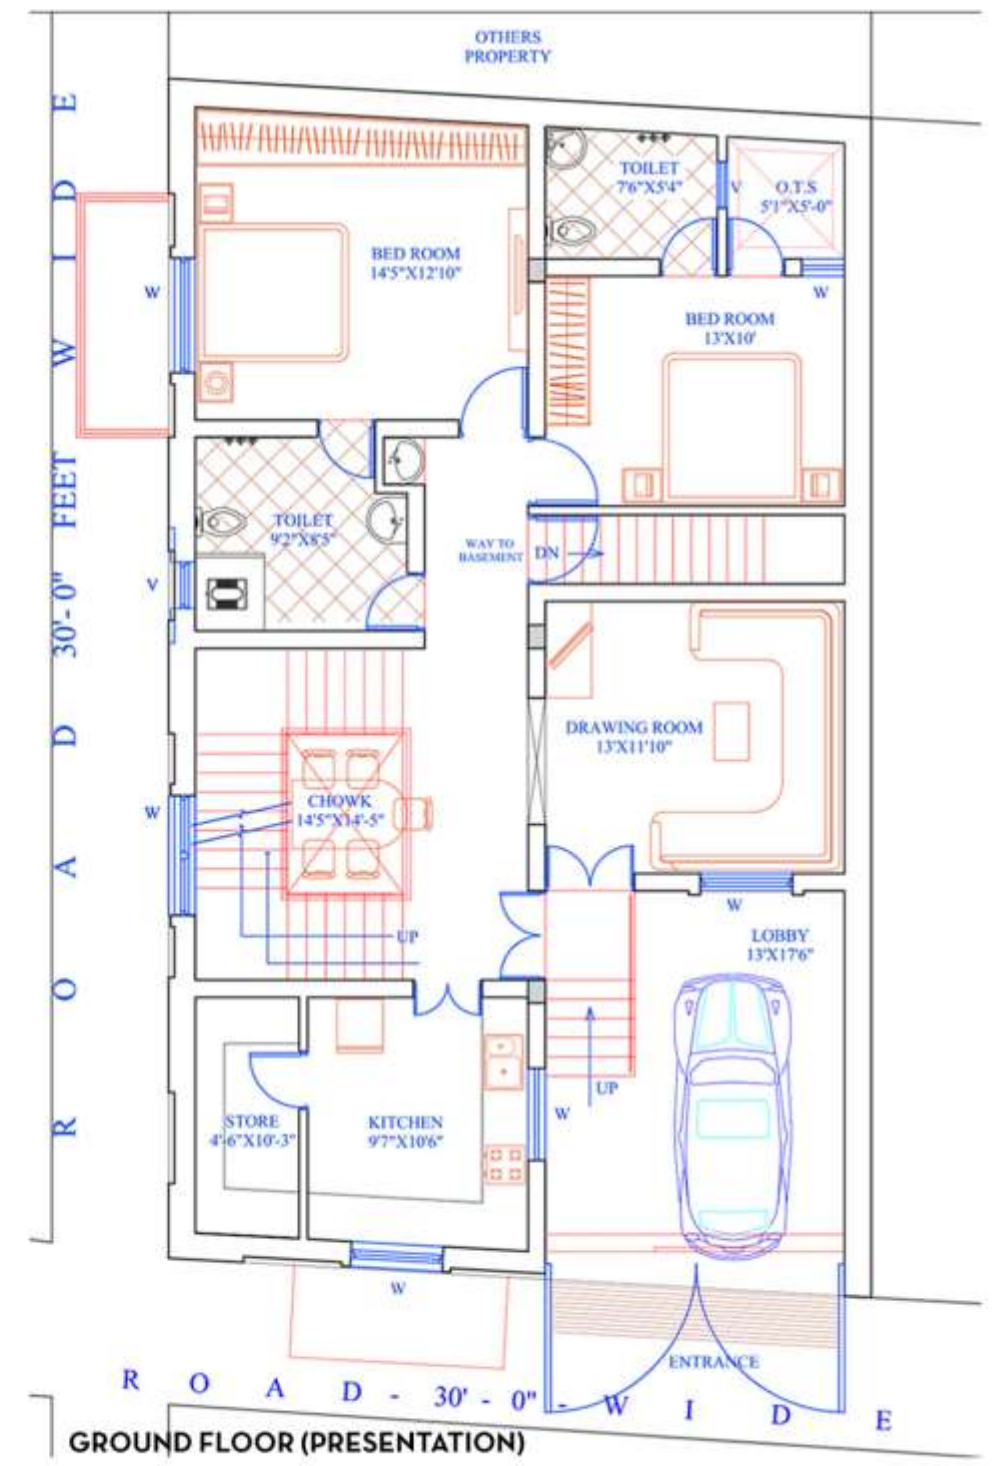 OTHERS
PROPERTY
TOILET
7'6"X5'4"
V
O.T.S
5'1"X5'-0"
BED ROOM
14'5"X12'10"
W
W
BED ROOM
13'X10'
TOILET
9'2"X8'5"
WAY TO
BASEMENT
DN
V
DRAWING ROOM
13'X11'10"
W
CHOWK
14'5"X14'-5"
UP
W
LOBBY
13'X17'6"
UP
W
STORE
4'-6"X10'-3"
KITCHEN
9'7"X10'6"
W
ENTRANCE
ROAD 30'-0" FEET WIDE
ROAD - 30' - 0" - WIDE
GROUND FLOOR (PRESENTATION)